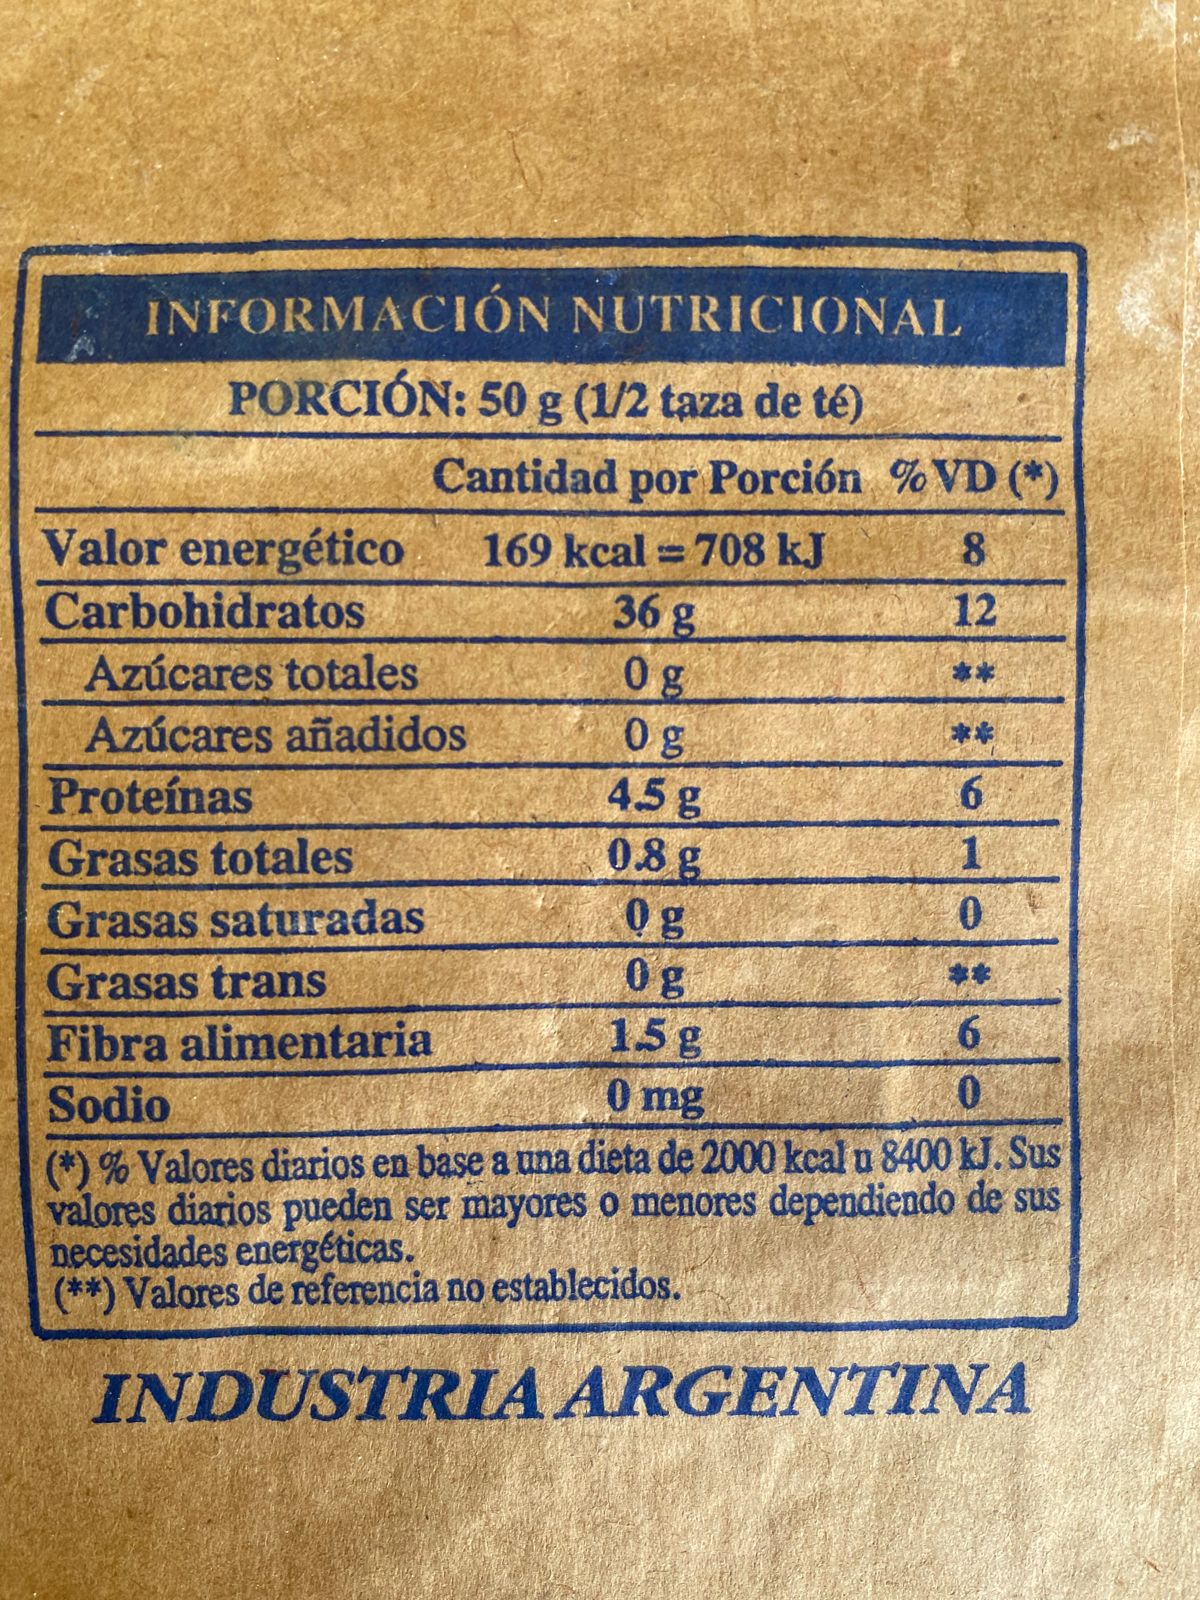 INFORMACIÓN NUTRICIONAL
PORCIÓN: 50 g (1/2 taza de té)
Cantidad por Porción % VD (*)
Valor energético 169 kcal = 708 kJ 8
Carbohidratos 36 g 12
Azúcares totales 0 g **
Azúcares añadidos 0 g **
Proteínas 4.5 g 6
Grasas totales 0.8 g 1
Grasas saturadas 0 g 0
Grasas trans 0 g **
Fibra alimentaria 1.5 g 6
Sodio 0 mg 0
(*) % Valores diarios en base a una dieta de 2000 kcal u 8400 kJ. Sus
valores diarios pueden ser mayores o menores dependiendo de sus
necesidades energéticas.
(**) Valores de referencia no establecidos.
INDUSTRIA ARGENTINA